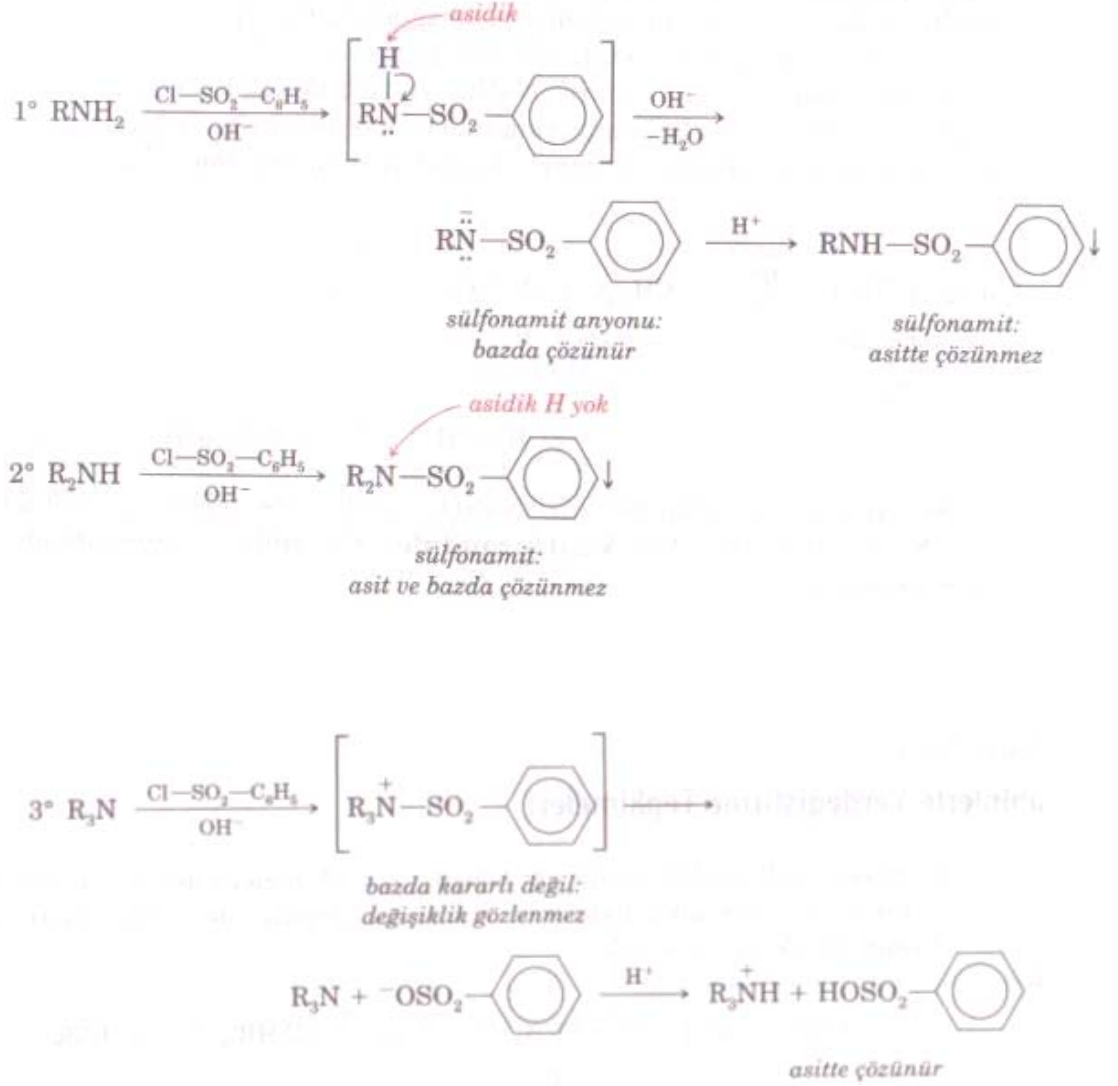 asidik
H
1° RNH₂ Cl—SO₂—C₆H₅ RN̈—SO₂ OH⁻
OH⁻ −H₂O
RN̈⁻—SO₂ H⁺ RNH—SO₂ ↓
sülfonamit anyonu: sülfonamit:
bazda çözünür asitte çözünmez
asidik H yok
2° R₂NH Cl—SO₂—C₆H₅ R₂N—SO₂ ↓
OH⁻
sülfonamit:
asit ve bazda çözünmez
3° R₃N Cl—SO₂—C₆H₅ R₃N⁺—SO₂
OH⁻
bazda kararlı değil:
değişiklik gözlenmez
R₃N + ⁻OSO₂ H⁺ R₃N⁺H + HOSO₂
asitte çözünür